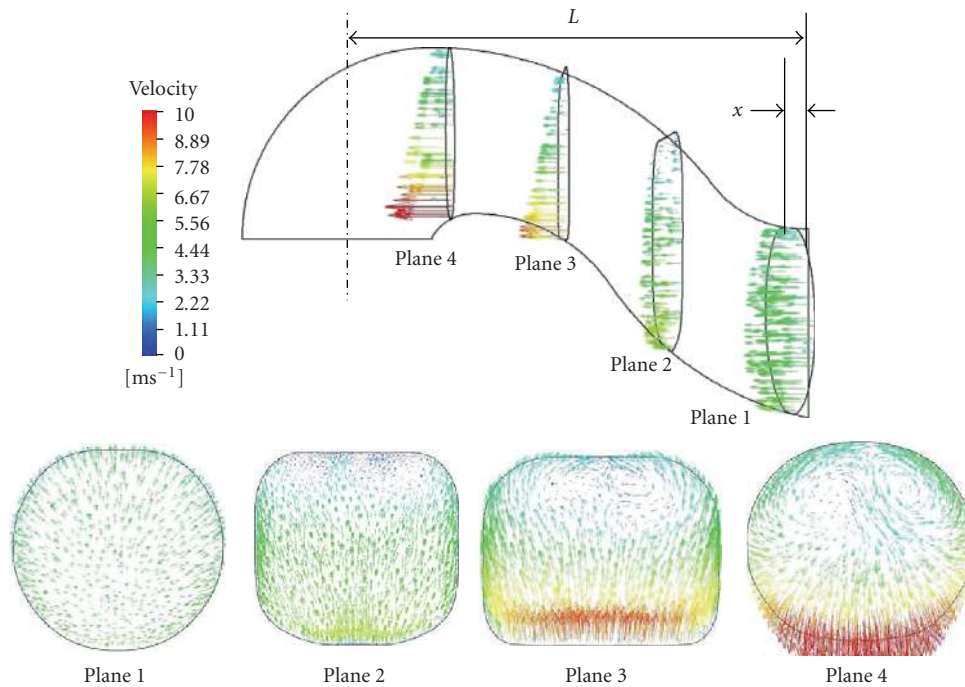 L
Velocity
10
8.89
7.78
6.67
5.56
4.44
3.33
2.22
1.11
0
[ms⁻¹]
x
Plane 4
Plane 3
Plane 2
Plane 1
Plane 1
Plane 2
Plane 3
Plane 4